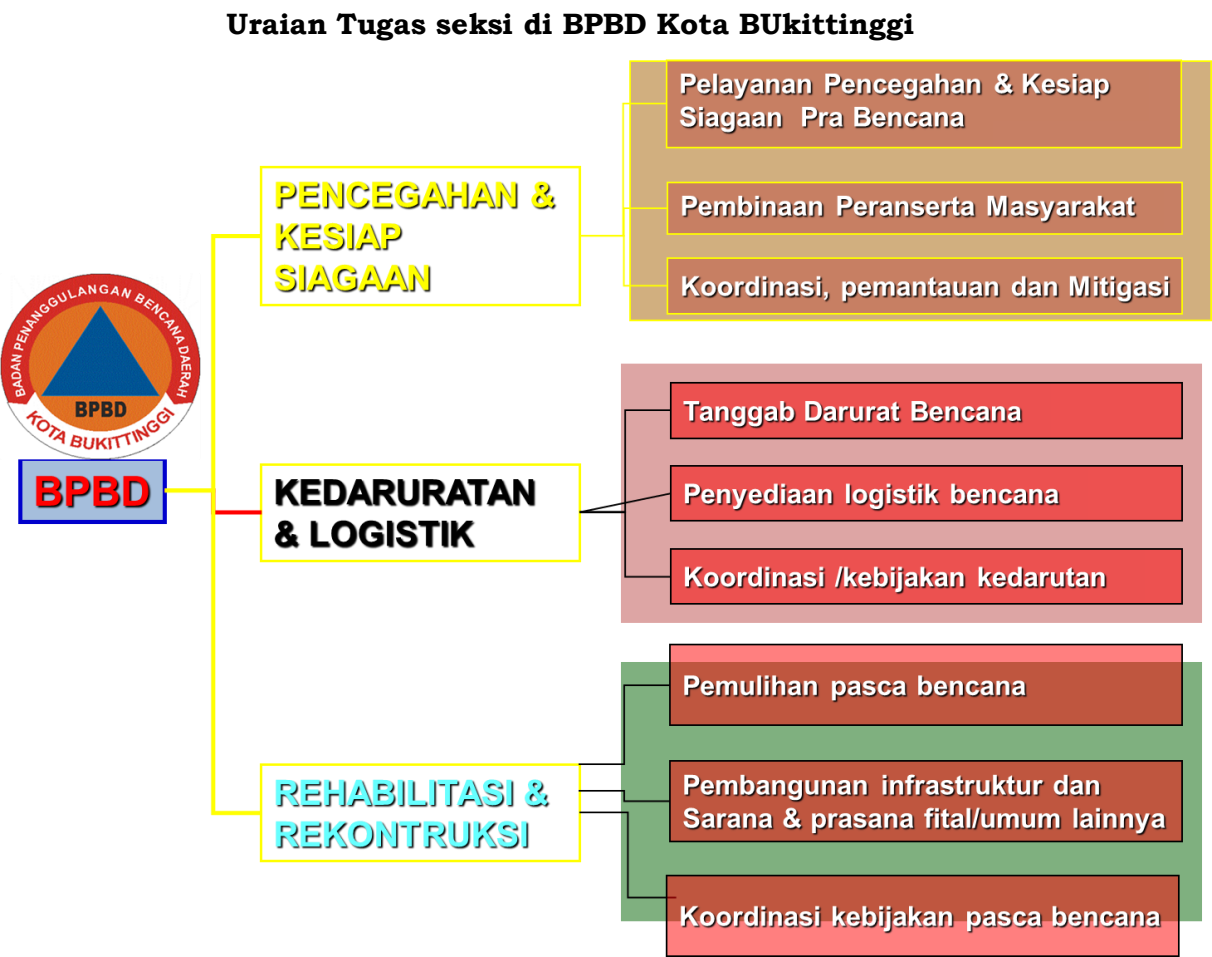 Uraian Tugas seksi di BPBD Kota BUkittinggi
BADAN PENANGGULANGAN BENCANA DAERAH
BPBD
KOTA BUKITTINGGI
BPBD
PENCEGAHAN &
KESIAP
SIAGAAN
Pelayanan Pencegahan & Kesiap
Siagaan Pra Bencana
Pembinaan Peranserta Masyarakat
Koordinasi, pemantauan dan Mitigasi
KEDARURATAN
& LOGISTIK
Tanggab Darurat Bencana
Penyediaan logistik bencana
Koordinasi /kebijakan kedarutan
REHABILITASI &
REKONTRUKSI
Pemulihan pasca bencana
Pembangunan infrastruktur dan
Sarana & prasana fital/umum lainnya
Koordinasi kebijakan pasca bencana